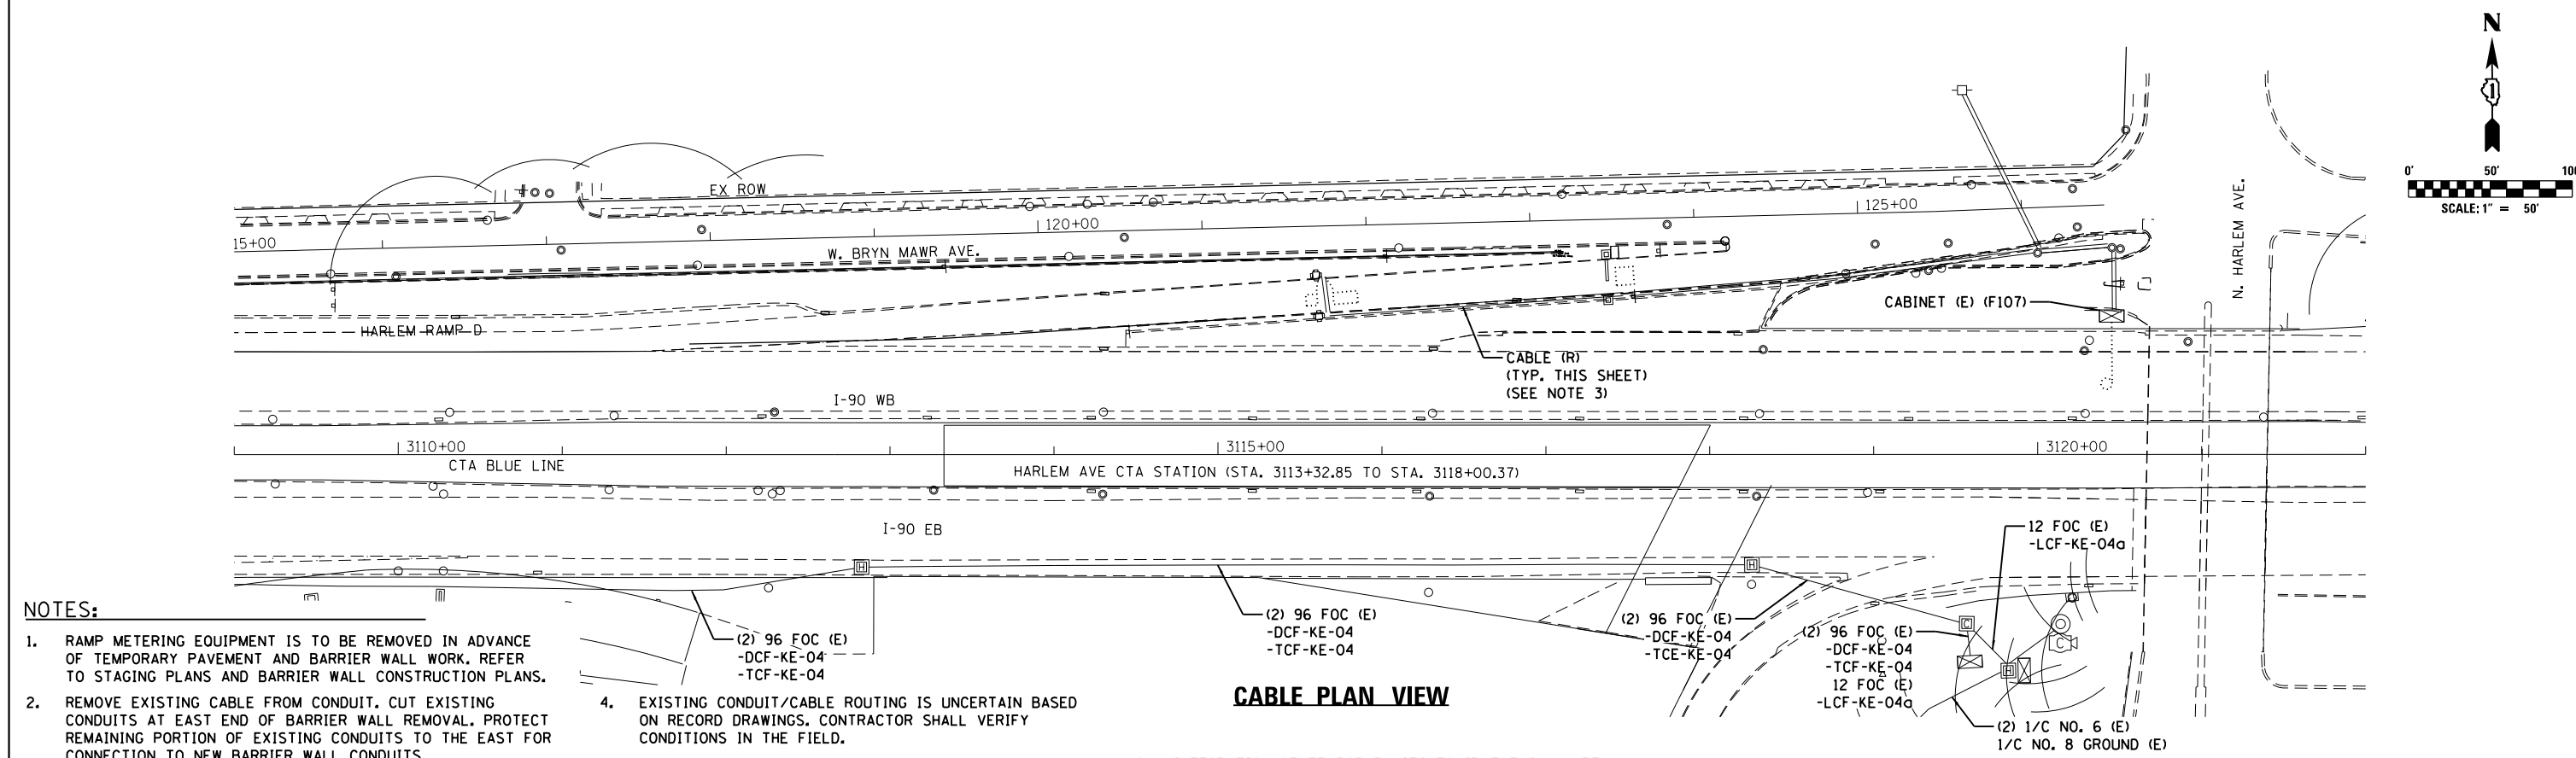 N
1
0'
50'
SCALE: 1" = 50'
EX ROW
15+00
120+00
125+00
W. BRYN MAWR AVE.
N. HARLEM AVE.
CABINET (E) (F107)
HARLEM RAMP D
CABLE (R)
(TYP. THIS SHEET)
(SEE NOTE 3)
I-90 WB
3110+00
3115+00
3120+00
CTA BLUE LINE
HARLEM AVE CTA STATION (STA. 3113+32.85 TO STA. 3118+00.37)
I-90 EB
H
H
12 FOC (E)
-LCF-KE-04a
(2) 96 FOC (E)
-DCF-KE-04
-TCF-KE-04
(2) 96 FOC (E)
-DCF-KE-04
-TCF-KE-04
(2) 96 FOC (E)
-DCF-KE-04
-TCE-KE-04
(2) 96 FOC (E)
-DCF-KE-04
-TCF-KE-04
12 FOC (E)
-LCF-KE-04a
C
C
H
(2) 1/C NO. 6 (E)
1/C NO. 8 GROUND (E)
CABLE PLAN VIEW
NOTES:
1. RAMP METERING EQUIPMENT IS TO BE REMOVED IN ADVANCE
OF TEMPORARY PAVEMENT AND BARRIER WALL WORK. REFER
TO STAGING PLANS AND BARRIER WALL CONSTRUCTION PLANS.
2. REMOVE EXISTING CABLE FROM CONDUIT. CUT EXISTING
CONDUITS AT EAST END OF BARRIER WALL REMOVAL. PROTECT
REMAINING PORTION OF EXISTING CONDUITS TO THE EAST FOR
CONNECTION TO NEW BARRIER WALL CONDUITS.
4. EXISTING CONDUIT/CABLE ROUTING IS UNCERTAIN BASED
ON RECORD DRAWINGS. CONTRACTOR SHALL VERIFY
CONDITIONS IN THE FIELD.